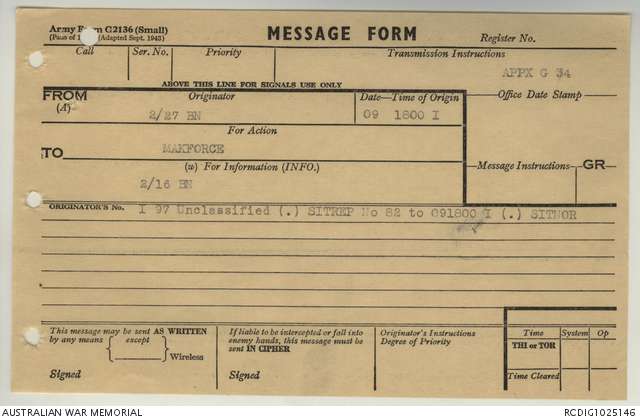 Army Form C2136 (Small)
MESSAGE FORM
Register No.
(Pads of (Adapted Sept. 1943)
Call
Ser. No.
Priority
Transmission Instructions
APPX G 34
ABOVE THIS LINE FOR SIGNALS USE ONLY
FROM
(A)
Originator
Date—Time of Origin
Office Date Stamp
2/27 BN
09 1800 I
For Action
TO
MAKFORCE
(W) For Information (INFO.)
Message Instructions
GR
2/16 BN
ORIGINATOR'S No.
I 97 Unclassified (.) SITREP No 82 to 091800 I (.) SITNOR
This message may be sent AS WRITTEN
by any means
except
Wireless
Signed
If liable to be intercepted or fall into
enemy hands, this message must be
sent IN CIPHER
Signed
Originator's Instructions
Degree of Priority
Time
System
Op
THI or TOR
Time Cleared
AUSTRALIAN WAR MEMORIAL
RCDIG1025146